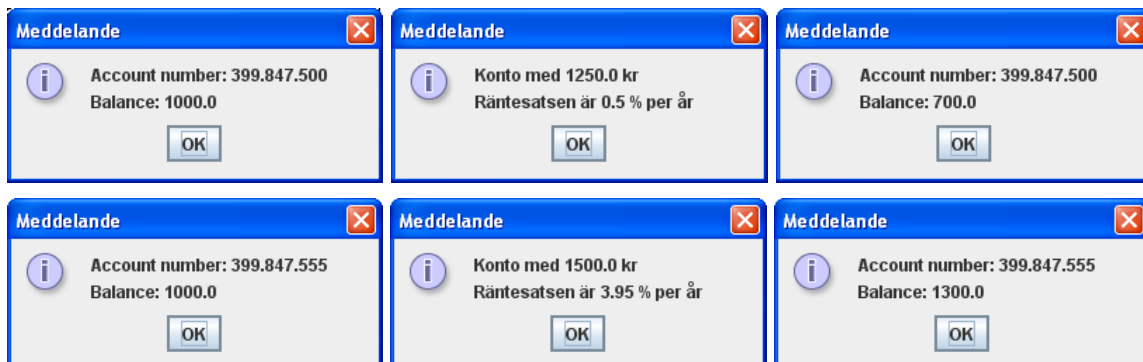 Meddelande
Account number: 399.847.500
Balance: 1000.0
OK
Meddelande
Konto med 1250.0 kr
Räntesatsen är 0.5 % per år
OK
Meddelande
Account number: 399.847.500
Balance: 700.0
OK
Meddelande
Account number: 399.847.555
Balance: 1000.0
OK
Meddelande
Konto med 1500.0 kr
Räntesatsen är 3.95 % per år
OK
Meddelande
Account number: 399.847.555
Balance: 1300.0
OK